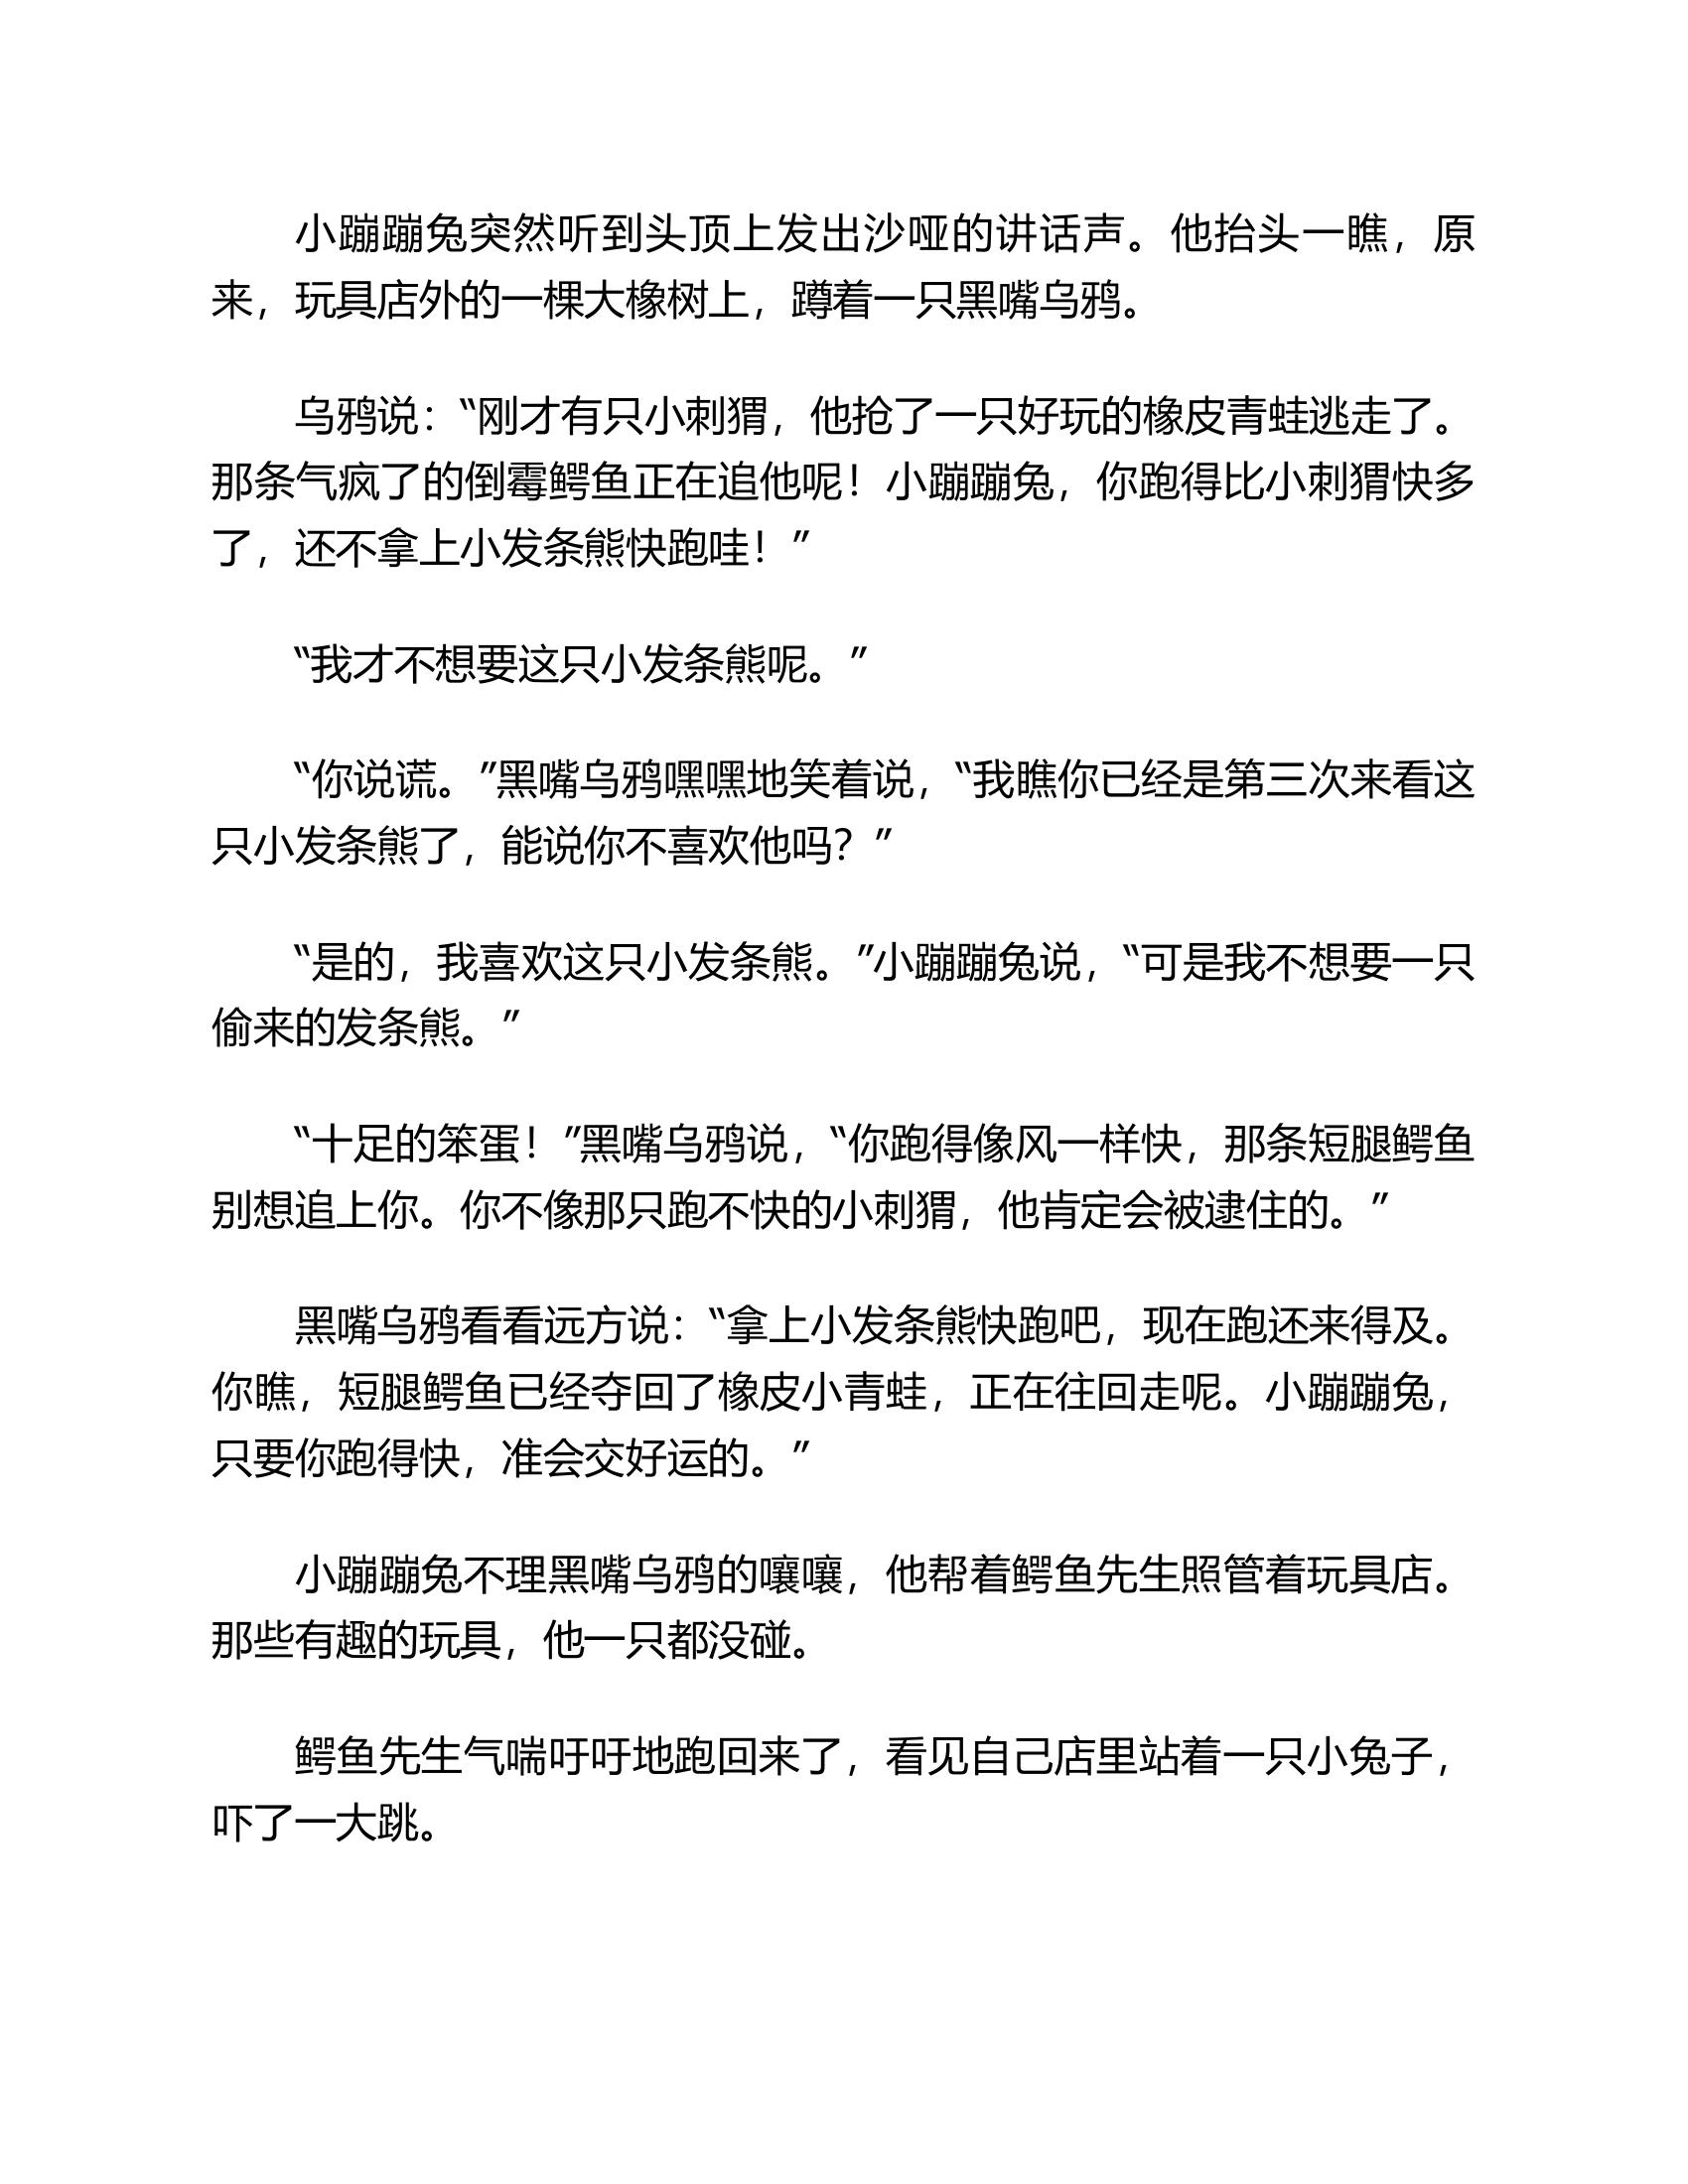 小蹦蹦兔突然听到头顶上发出沙哑的讲话声。他抬头一瞧，原
来，玩具店外的一棵大橡树上，蹲着一只黑嘴乌鸦。
乌鸦说：“刚才有只小刺猬，他抢了一只好玩的橡皮青蛙逃走了。
那条气疯了的倒霉鳄鱼正在追他呢！小蹦蹦兔，你跑得比小刺猬快多
了，还不拿上小发条熊快跑哇！”
“我才不想要这只小发条熊呢。”
“你说谎。”黑嘴乌鸦嘿嘿地笑着说，“我瞧你已经是第三次来看这
只小发条熊了，能说你不喜欢他吗？”
“是的，我喜欢这只小发条熊。”小蹦蹦兔说，“可是我不想要一只
偷来的发条熊。”
“十足的笨蛋！”黑嘴乌鸦说，“你跑得像风一样快，那条短腿鳄鱼
别想追上你。你不像那只跑不快的小刺猬，他肯定会被逮住的。”
黑嘴乌鸦看看远方说：“拿上小发条熊快跑吧，现在跑还来得及。
你瞧，短腿鳄鱼已经夺回了橡皮小青蛙，正在往回走呢。小蹦蹦兔，
只要你跑得快，准会交好运的。”
小蹦蹦兔不理黑嘴乌鸦的嚷嚷，他帮着鳄鱼先生照管着玩具店。
那些有趣的玩具，他一只都没碰。
鳄鱼先生气喘吁吁地跑回来了，看见自己店里站着一只小兔子，
吓了一大跳。